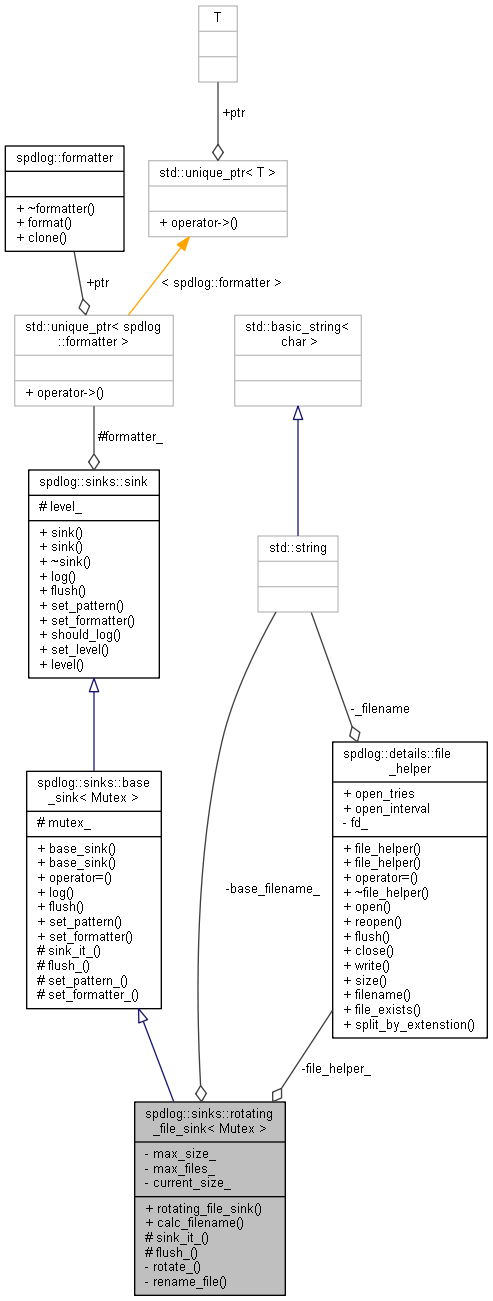 T
+ptr
spdlog::formatter
+ ~formatter()
+ format()
+ clone()
std::unique_ptr< T >
+ operator->()
+ptr
< spdlog::formatter >
std::unique_ptr< spdlog
::formatter >
+ operator->()
std::basic_string<
char >
#formatter_
spdlog::sinks::sink
# level_
+ sink()
+ sink()
+ ~sink()
+ log()
+ flush()
+ set_pattern()
+ set_formatter()
+ should_log()
+ set_level()
+ level()
std::string
-_filename
spdlog::sinks::base
_sink< Mutex >
# mutex_
+ base_sink()
+ base_sink()
+ operator=()
+ log()
+ flush()
+ set_pattern()
+ set_formatter()
# sink_it_()
# flush_()
# set_pattern_()
# set_formatter_()
-base_filename_
spdlog::details::file
_helper
+ open_tries
+ open_interval
- fd_
+ file_helper()
+ file_helper()
+ operator=()
+ ~file_helper()
+ open()
+ reopen()
+ flush()
+ close()
+ write()
+ size()
+ filename()
+ file_exists()
+ split_by_extenstion()
-file_helper_
spdlog::sinks::rotating
_file_sink< Mutex >
- max_size_
- max_files_
- current_size_
+ rotating_file_sink()
+ calc_filename()
# sink_it_()
# flush_()
- rotate_()
- rename_file()